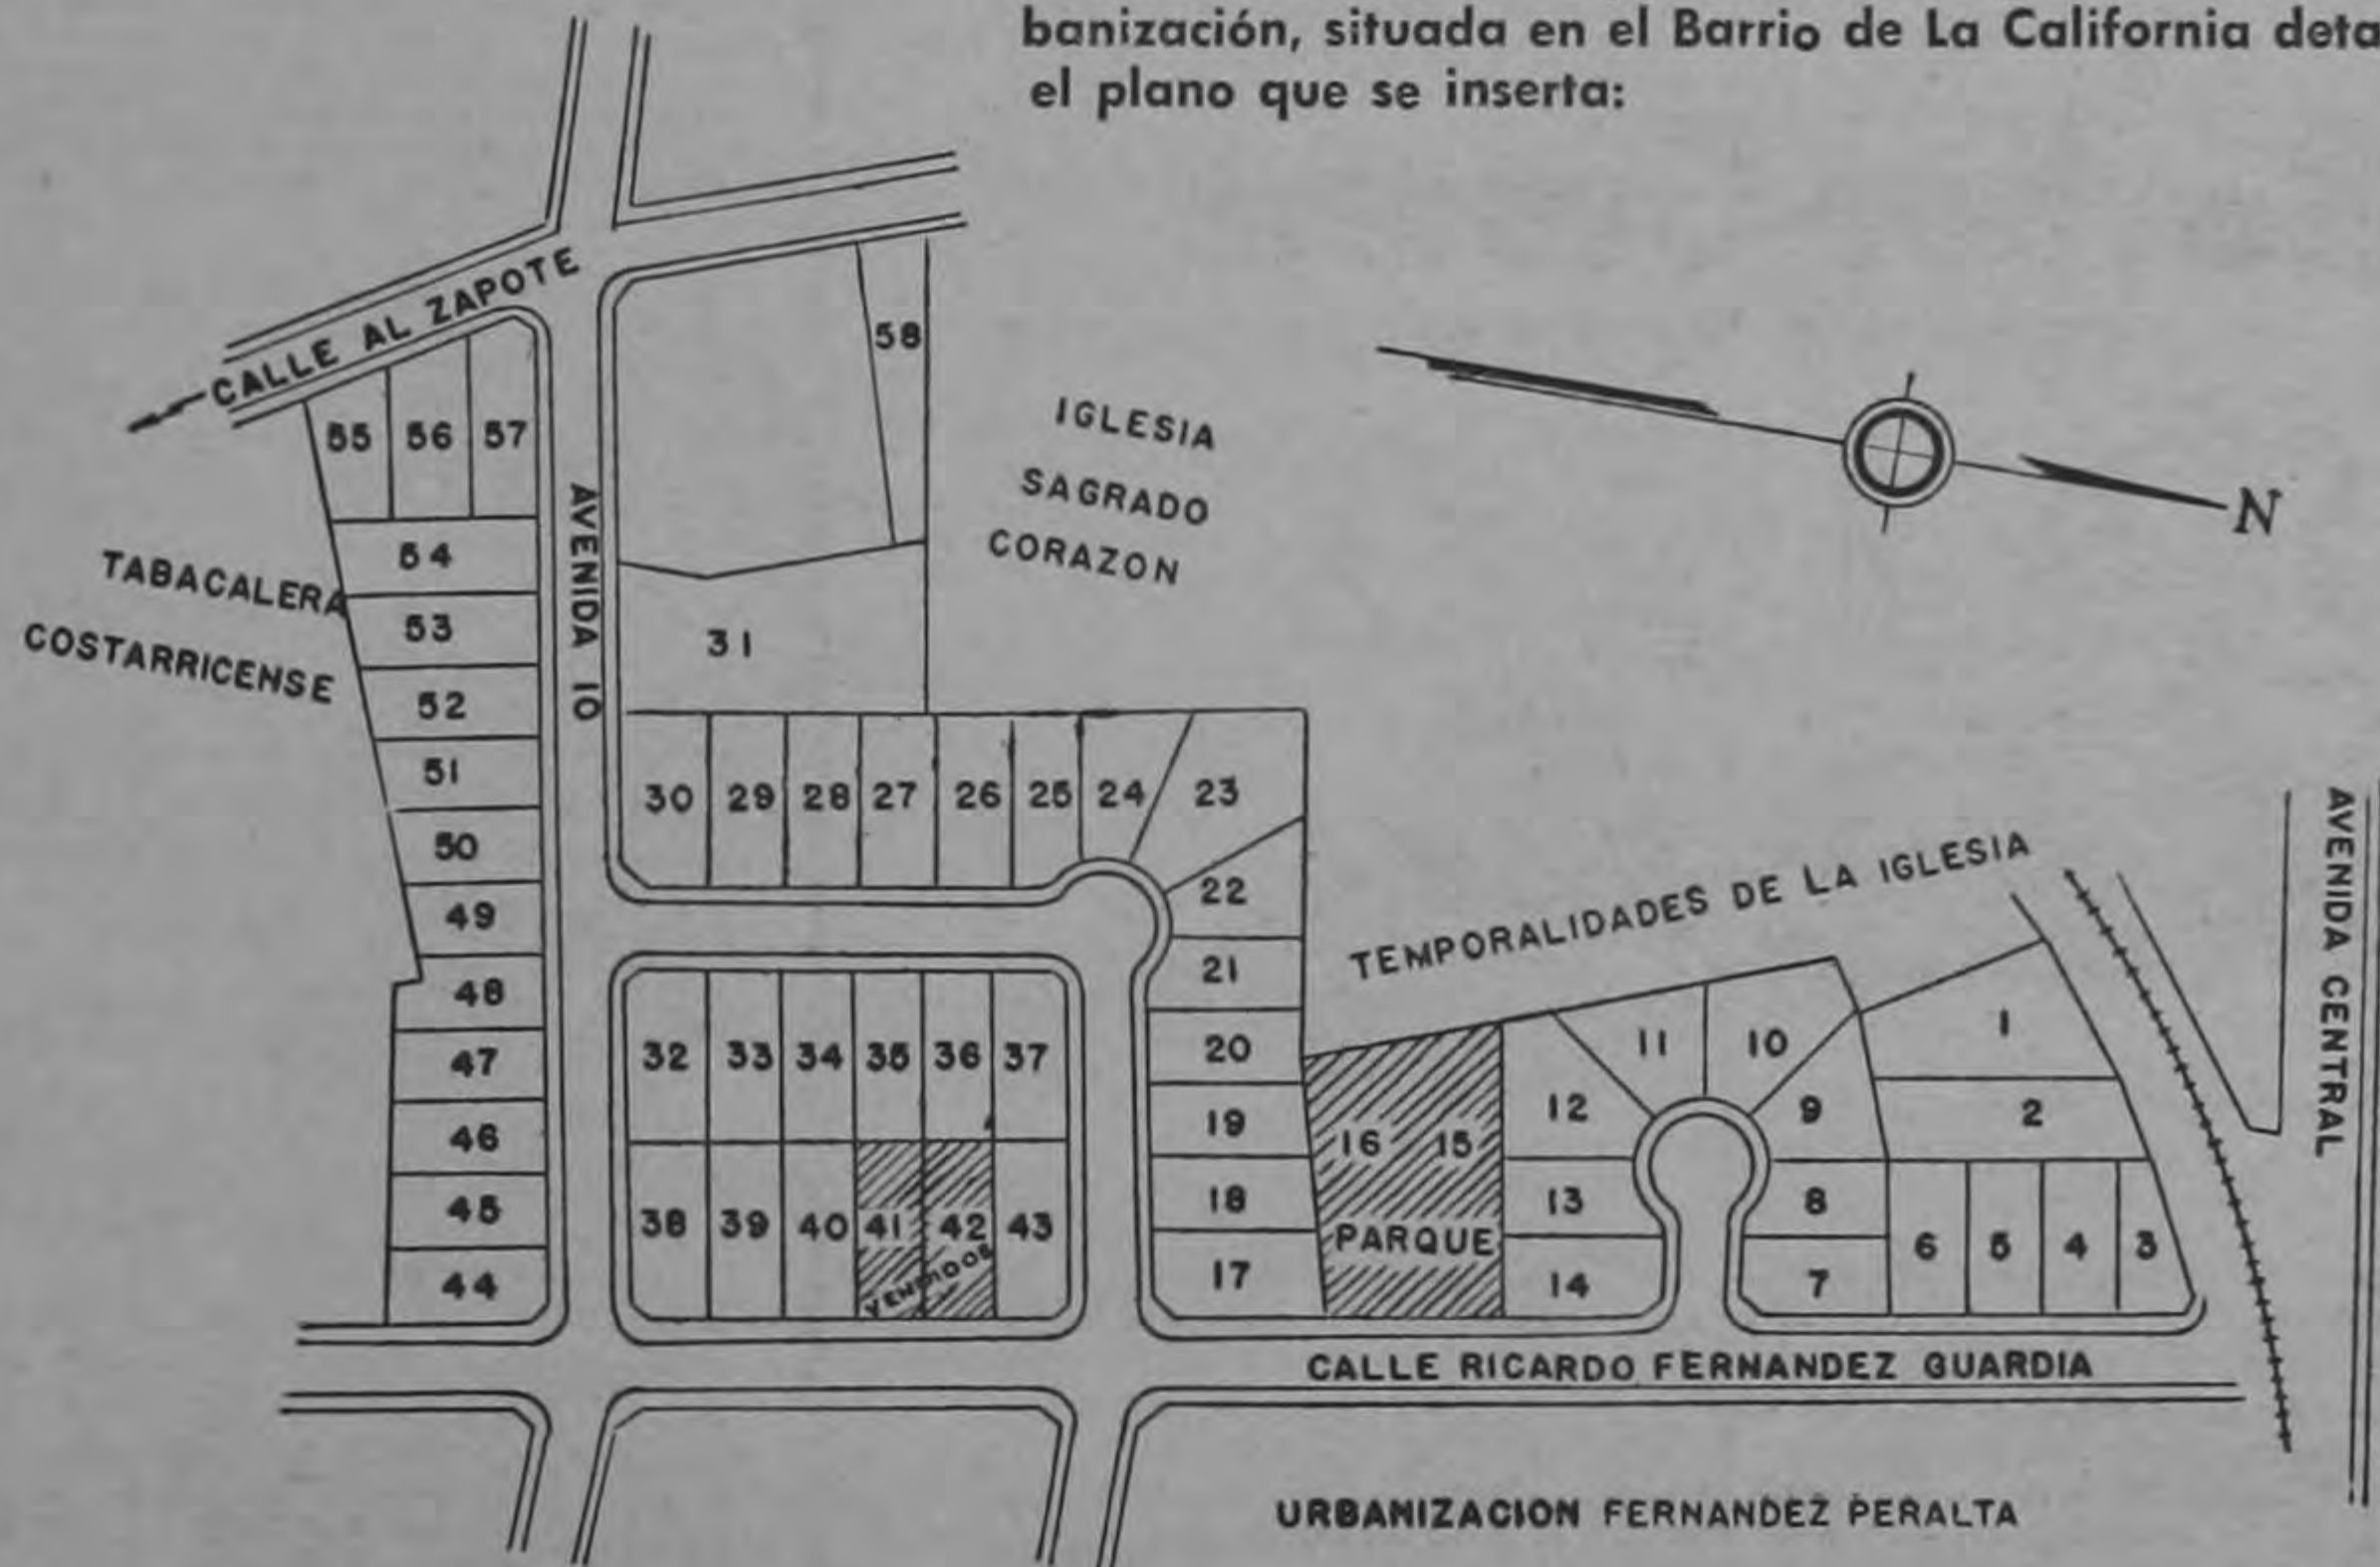 banización, situada en el Barrio de La California deta
el plano que se inserta:
CALLE AL ZAPOTE
58
55 56 57
IGLESIA
SAGRADO
CORAZON
N
AVENIDA 10
TABACALERA
COSTARRICENSE
54
53
52
51
50
49
48
47
46
45
44
31
30 29 28 27 26 25 24 23
22
21
20
19
18
17
TEMPORALIDADES DE LA IGLESIA
AVENIDA CENTRAL
32 33 34 35 36 37
38 39 40 41 42 43
VENDIDOS
16 15
PARQUE
12 11 10 9
13
14
8
7
1
2
6 5 4 3
CALLE RICARDO FERNANDEZ GUARDIA
URBANIZACION FERNANDEZ PERALTA